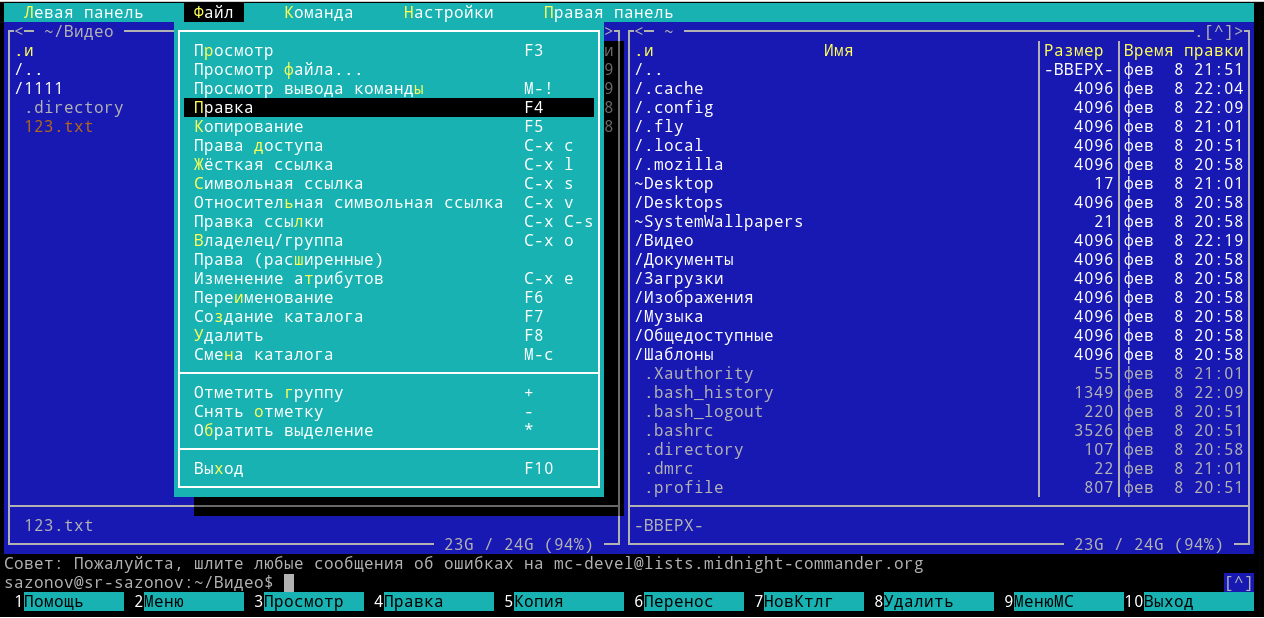 Левая панель Файл Команда Настройки Правая панель
<─ ~/Видео
.и
/..
/1111
.directory
123.txt
Просмотр F3
Просмотр файла...
Просмотр вывода команды M-!
Правка F4
Копирование F5
Права доступа C-x c
Жёсткая ссылка C-x l
Символьная ссылка C-x s
Относительная символьная ссылка C-x v
Правка ссылки C-x C-s
Владелец/группа C-x o
Права (расширенные)
Изменение атрибутов C-x e
Переименование F6
Создание каталога F7
Удалить F8
Смена каталога M-c
Отметить группу +
Снять отметку -
Обратить выделение *
Выход F10
>
и
9
9
8
8
123.txt
23G / 24G (94%)
<─ ~ .[^]>
.и Имя Размер Время правки
/.. -ВВЕРХ- фев 8 21:51
/.cache 4096 фев 8 22:04
/.config 4096 фев 8 22:09
/.fly 4096 фев 8 21:01
/.local 4096 фев 8 20:51
/.mozilla 4096 фев 8 20:58
~Desktop 17 фев 8 21:01
/Desktops 4096 фев 8 20:58
~SystemWallpapers 21 фев 8 20:58
/Видео 4096 фев 8 22:19
/Документы 4096 фев 8 20:58
/Загрузки 4096 фев 8 20:58
/Изображения 4096 фев 8 20:58
/Музыка 4096 фев 8 20:58
/Общедоступные 4096 фев 8 20:58
/Шаблоны 4096 фев 8 20:58
.Xauthority 55 фев 8 21:01
.bash_history 1349 фев 8 22:09
.bash_logout 220 фев 8 20:51
.bashrc 3526 фев 8 20:51
.directory 107 фев 8 20:58
.dmrc 22 фев 8 21:01
.profile 807 фев 8 20:51
-ВВЕРХ-
23G / 24G (94%)
Совет: Пожалуйста, шлите любые сообщения об ошибках на mc-devel@lists.midnight-commander.org
sazonov@sr-sazonov:~/Видео$ [^]
1Помощь 2Меню 3Просмотр 4Правка 5Копия 6Перенос 7НовКтлг 8Удалить 9МенюМС 10Выход